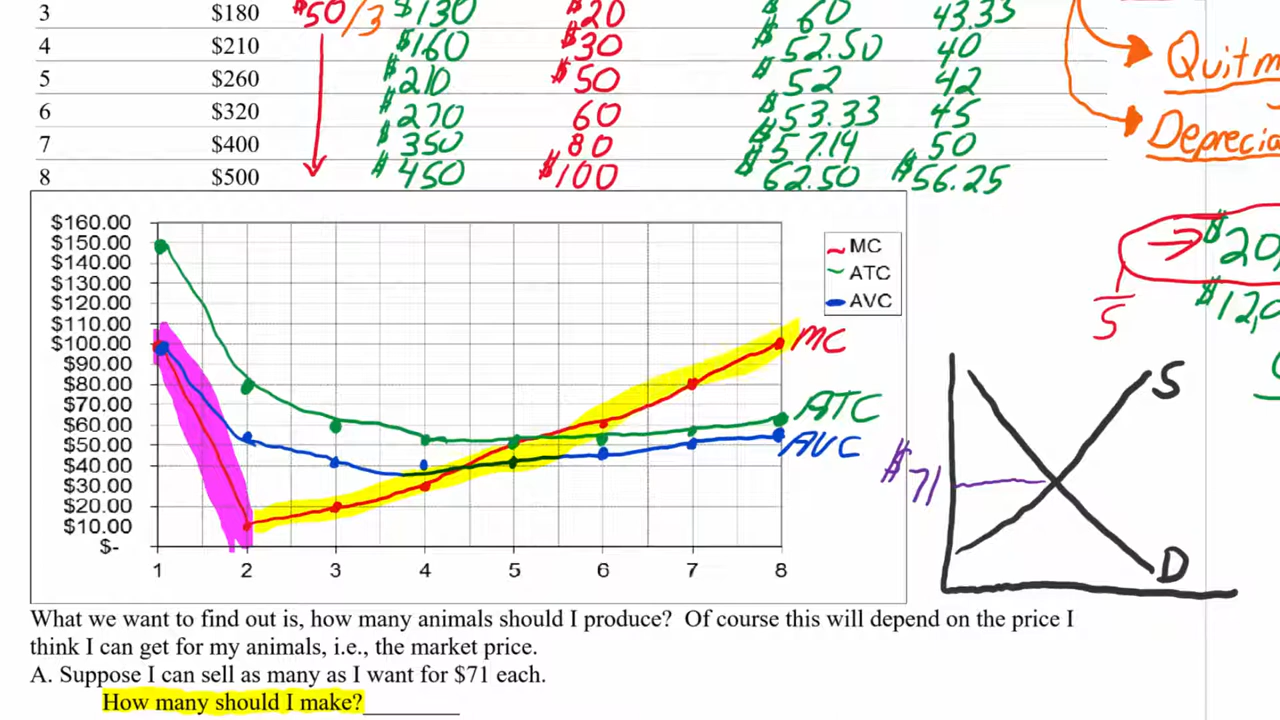 3 $180 $50/3 $130 $20 $60 43.33
4 $210 $160 $30 $52.50 40
5 $260 $210 $50 $52 42
6 $320 $270 60 $53.33 45
7 $400 $350 80 $57.14 50
8 $500 $450 $100 $62.50 $56.25
Quit
Deprecia
$160.00
$150.00
$140.00
$130.00
$120.00
$110.00
$100.00
$90.00
$80.00
$70.00
$60.00
$50.00
$40.00
$30.00
$20.00
$10.00
$-
1 2 3 4 5 6 7 8
MC
ATC
AVC
MC
ATC
AVC
$20,
$12,0
S
$71
S
D
What we want to find out is, how many animals should I produce? Of course this will depend on the price I
think I can get for my animals, i.e., the market price.
A. Suppose I can sell as many as I want for $71 each.
How many should I make?